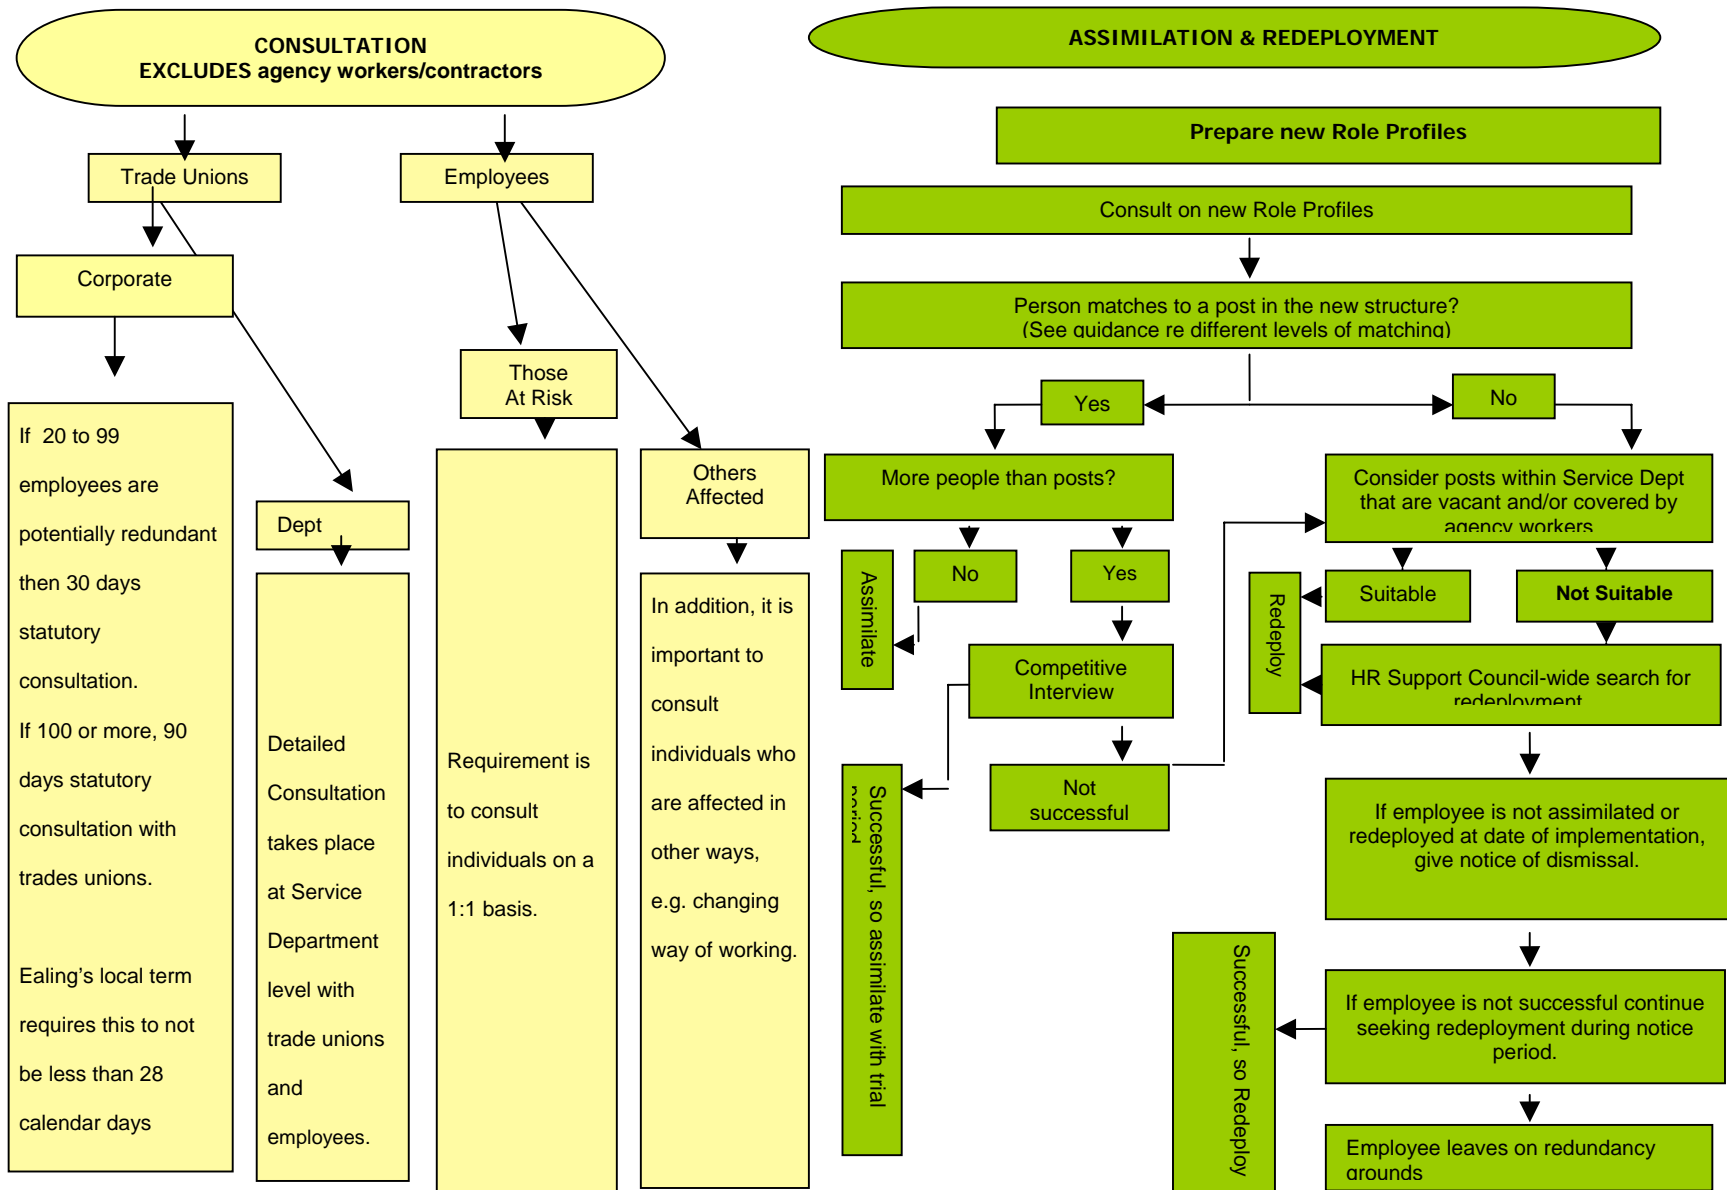 CONSULTATION
EXCLUDES agency workers/contractors
Trade Unions
Employees
Corporate
Those
At Risk
If 20 to 99
employees are
potentially redundant
then 30 days
statutory
consultation.
If 100 or more, 90
days statutory
consultation with
trades unions.
Ealing's local term
requires this to not
be less than 28
calendar days
Dept
Detailed
Consultation
takes place
at Service
Department
level with
trade unions
and
employees.
Requirement is
to consult
individuals on a
1:1 basis.
Others
Affected
In addition, it is
important to
consult
individuals who
are affected in
other ways,
e.g. changing
way of working.
ASSIMILATION & REDEPLOYMENT
Prepare new Role Profiles
Consult on new Role Profiles
Person matches to a post in the new structure?
(See guidance re different levels of matching)
Yes
No
More people than posts?
Consider posts within Service Dept
that are vacant and/or covered by
agency workers
Assimilate
No
Yes
Redeploy
Suitable
Not Suitable
Competitive
Interview
HR Support Council-wide search for
redeployment
Successful, so assimilate with trial
period
Not
successful
If employee is not assimilated or
redeployed at date of implementation,
give notice of dismissal.
Successful, so Redeploy
If employee is not successful continue
seeking redeployment during notice
period.
Employee leaves on redundancy
grounds